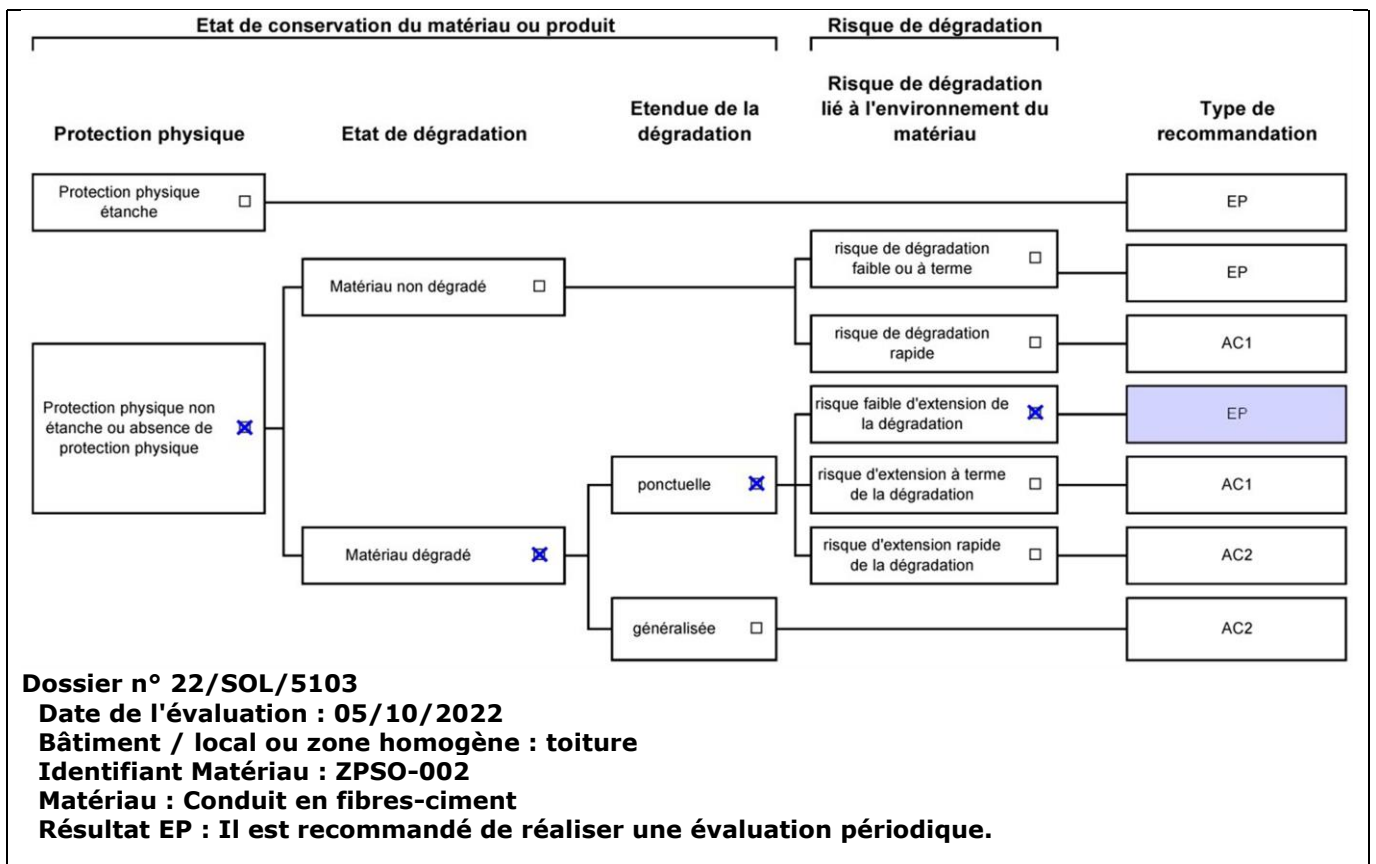 Etat de conservation du matériau ou produit
Risque de dégradation
Protection physique
Etat de dégradation
Etendue de la
dégradation
Risque de dégradation
lié à l'environnement du
matériau
Type de
recommandation
Protection physique
étanche
EP
Matériau non dégradé
risque de dégradation
faible ou à terme
EP
risque de dégradation
rapide
AC1
Protection physique non
étanche ou absence de
protection physique
risque faible d'extension de
la dégradation
EP
ponctuelle
risque d'extension à terme
de la dégradation
AC1
Matériau dégradé
risque d'extension rapide
de la dégradation
AC2
généralisée
AC2
Dossier n° 22/SOL/5103
Date de l'évaluation : 05/10/2022
Bâtiment / local ou zone homogène : toiture
Identifiant Matériau : ZPSO-002
Matériau : Conduit en fibres-ciment
Résultat EP : Il est recommandé de réaliser une évaluation périodique.